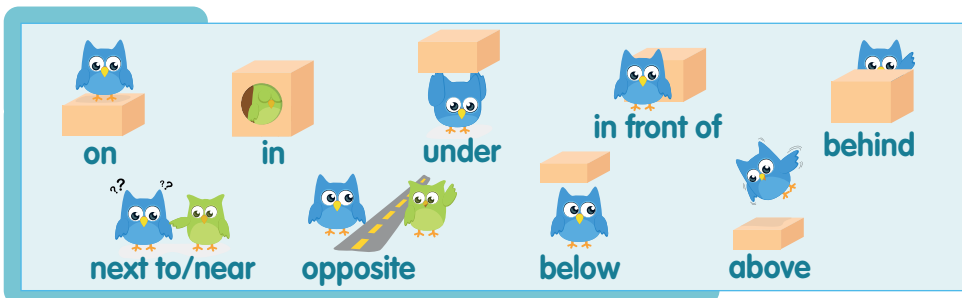 on
in
under
in front of
behind
??
??
next to/near
opposite
below
above